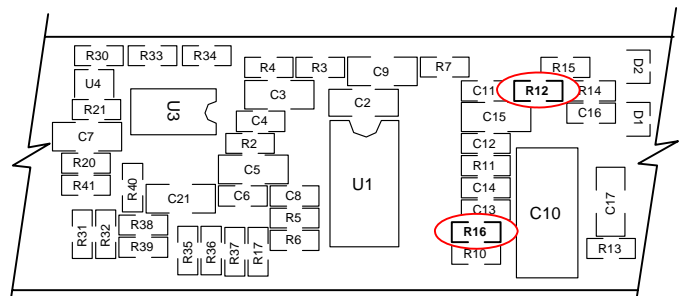 R30 R33 R34
R4 R3 C9 R7 R15 D2
U4 C3 C11 R12 R14
R21 U3 C2 C15 C16 D1
C4
C7 R2 C12
R20 C5 R11
R41 R40 C21 C6 C8 U1 C14 C17
R5 C13 C10
R31 R32 R38 R6 R16
R39 R35 R36 R37 R17 R10 R13